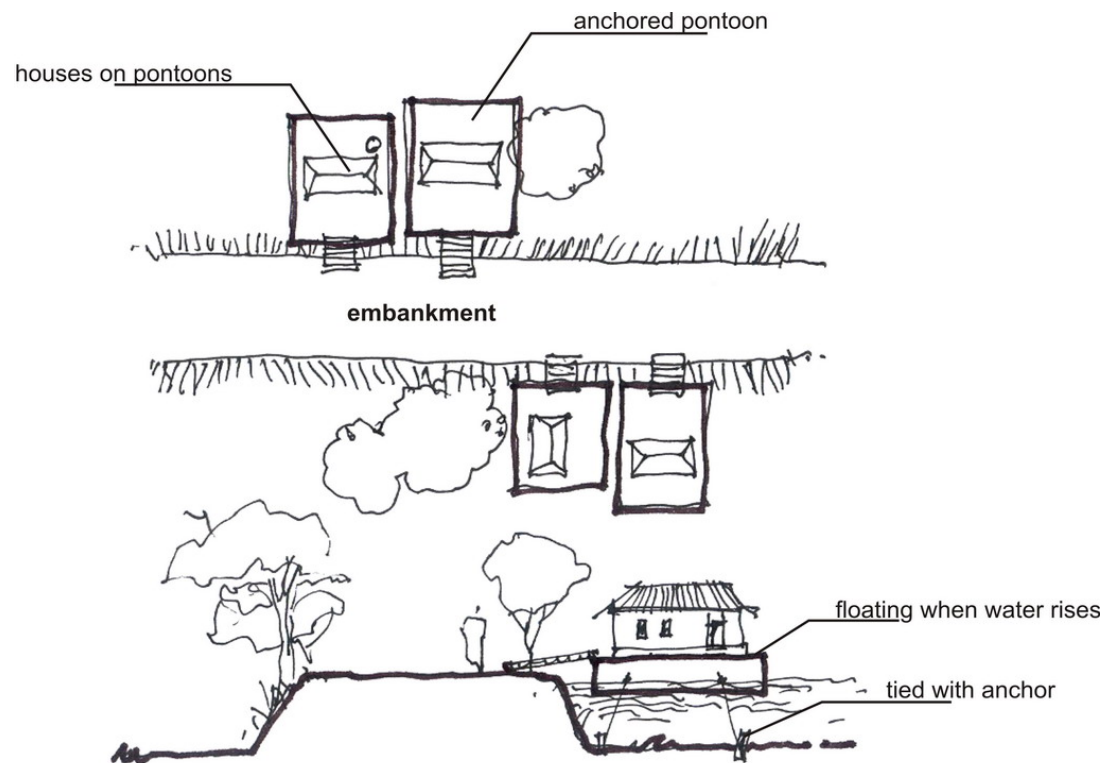 anchored pontoon
houses on pontoons
embankment
floating when water rises
tied with anchor